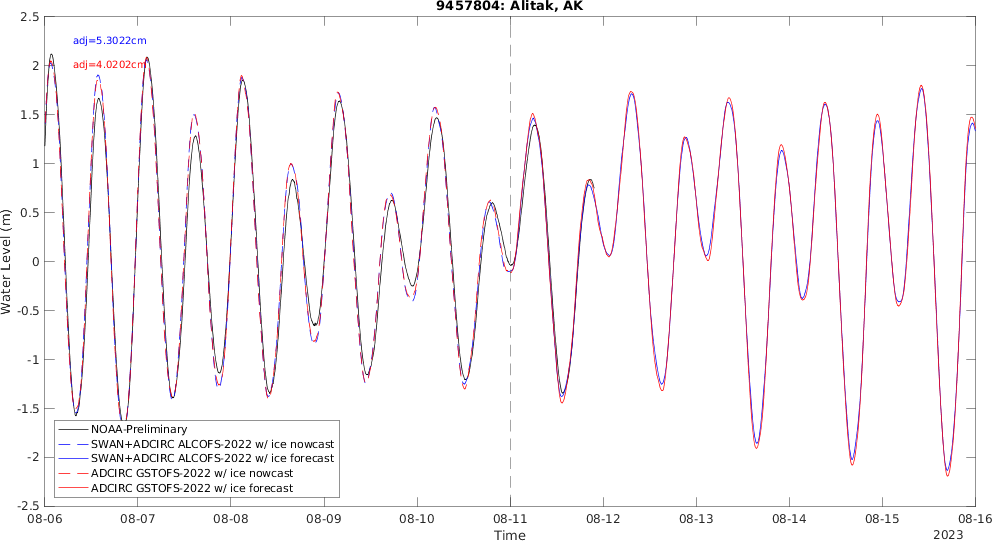 9457804: Alitak, AK
adj=5.3022cm
adj=4.0202cm
Water Level (m)
2.5
2
1.5
1
0.5
0
-0.5
-1
-1.5
-2
-2.5
NOAA-Preliminary
SWAN+ADCIRC ALCOFS-2022 w/ ice nowcast
SWAN+ADCIRC ALCOFS-2022 w/ ice forecast
ADCIRC GSTOFS-2022 w/ ice nowcast
ADCIRC GSTOFS-2022 w/ ice forecast
08-06 08-07 08-08 08-09 08-10 08-11 08-12 08-13 08-14 08-15 08-16
Time
2023